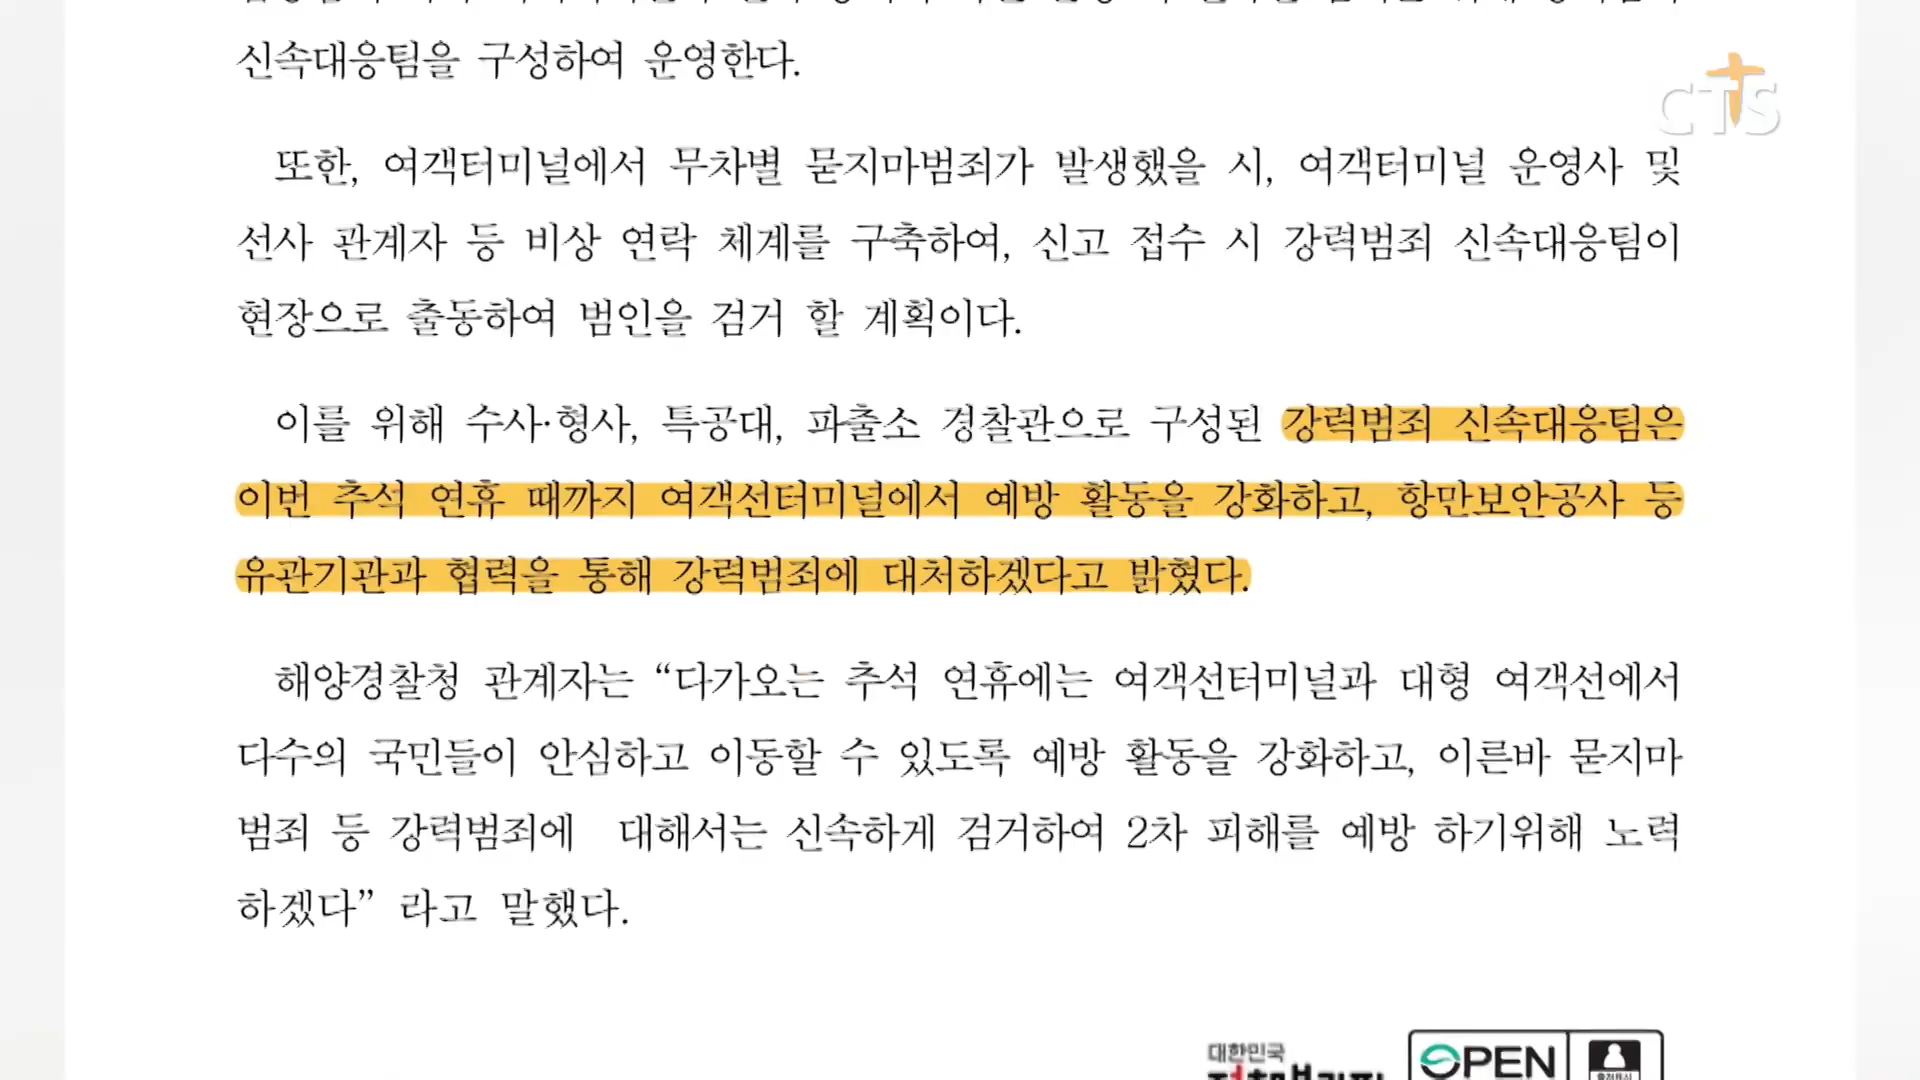 신속대응팀을 구성하여 운영한다.
CTS
또한, 여객터미널에서 무차별 묻지마범죄가 발생했을 시, 여객터미널 운영사 및
선사 관계자 등 비상 연락 체계를 구축하여, 신고 접수 시 강력범죄 신속대응팀이
현장으로 출동하여 범인을 검거 할 계획이다.
이를 위해 수사·형사, 특공대, 파출소 경찰관으로 구성된 강력범죄 신속대응팀은
이번 추석 연휴 때까지 여객선터미널에서 예방 활동을 강화하고, 항만보안공사 등
유관기관과 협력을 통해 강력범죄에 대처하겠다고 밝혔다.
해양경찰청 관계자는 “다가오는 추석 연휴에는 여객선터미널과 대형 여객선에서
다수의 국민들이 안심하고 이동할 수 있도록 예방 활동을 강화하고, 이른바 묻지마
범죄 등 강력범죄에 대해서는 신속하게 검거하여 2차 피해를 예방 하기위해 노력
하겠다” 라고 말했다.
대한민국
OPEN